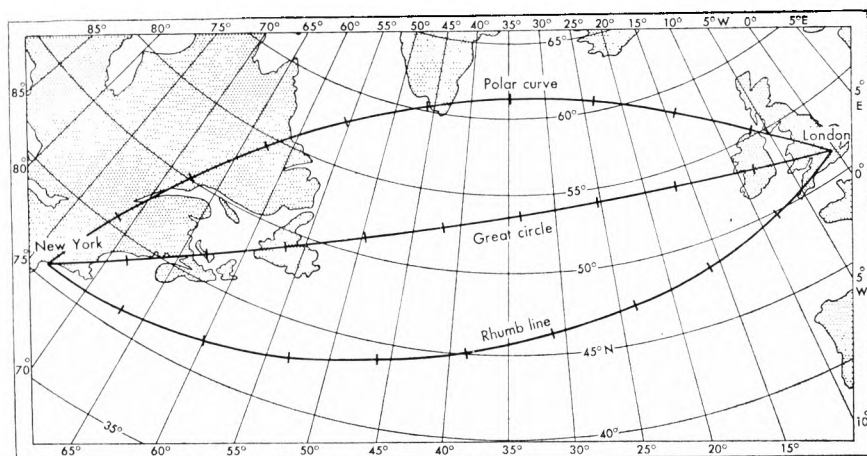 85° 80° 75° 70° 65° 60° 55° 50° 45° 40° 35° 30° 25° 20° 15° 10° 5° W 0° 5°E
65°
85°
Polar curve
5°
E
60°
London
80°
0°
55°
New York
Great circle
75°
50°
5°
W
Rhumb line
45° N
70°
35°
40°
10°
65° 60° 55° 50° 45° 40° 35° 30° 25° 20° 15°